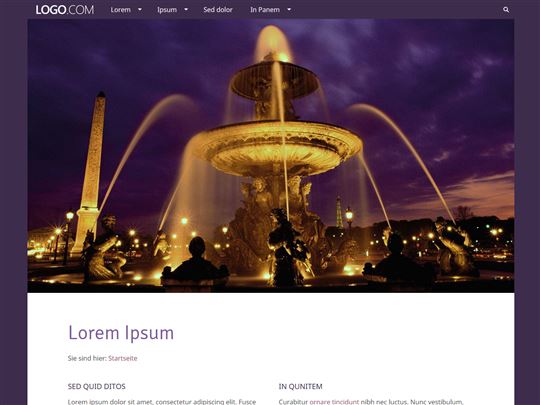 LOGO.COM Lorem Ipsum Sed dolor In Panem
Lorem Ipsum
Sie sind hier: Startseite
SED QUID DITOS
Lorem ipsum dolor sit amet, consectetur adipiscing elit. Fusce
IN QUNITEM
Curabitur ornare tincidunt nibh nec luctus. Nunc vestibulum,